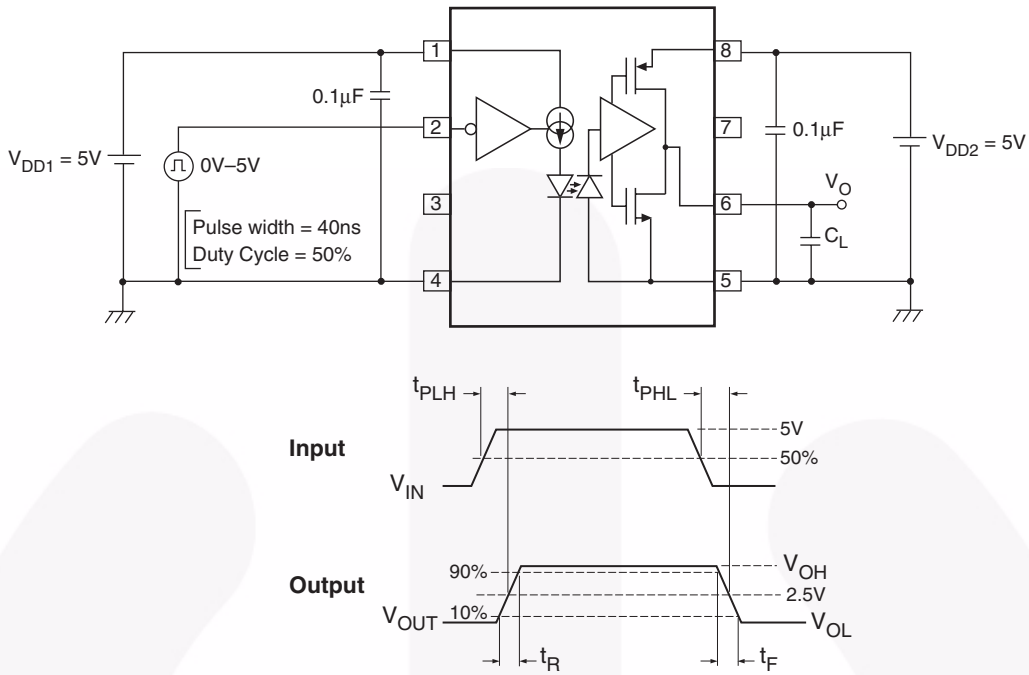 1
8
0.1µF
2
7
0.1µF
V_DD1 = 5V
0V–5V
V_DD2 = 5V
V_O
3
6
Pulse width = 40ns
Duty Cycle = 50%
C_L
4
5
t_PLH
t_PHL
5V
Input
50%
V_IN
90%
V_OH
Output
2.5V
V_OUT
10%
V_OL
t_R
t_F